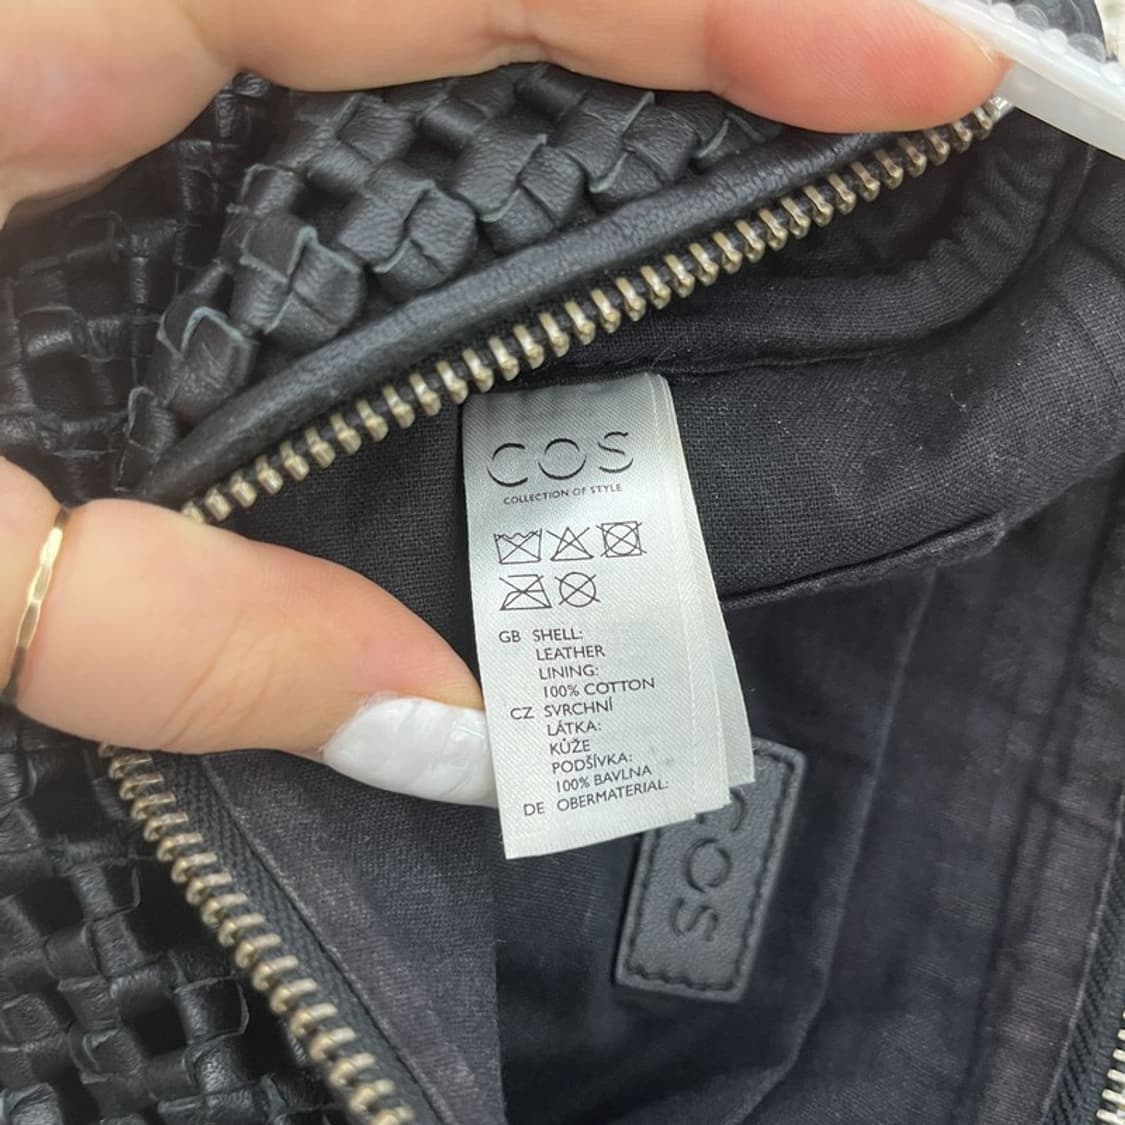 COS
COLLECTION OF STYLE
GB SHELL:
LEATHER
LINING:
100% COTTON
CZ SVRCHNÍ
LÁTKA:
KŮŽE
PODŠÍVKA:
100% BAVLNA
DE OBERMATERIAL:
COS